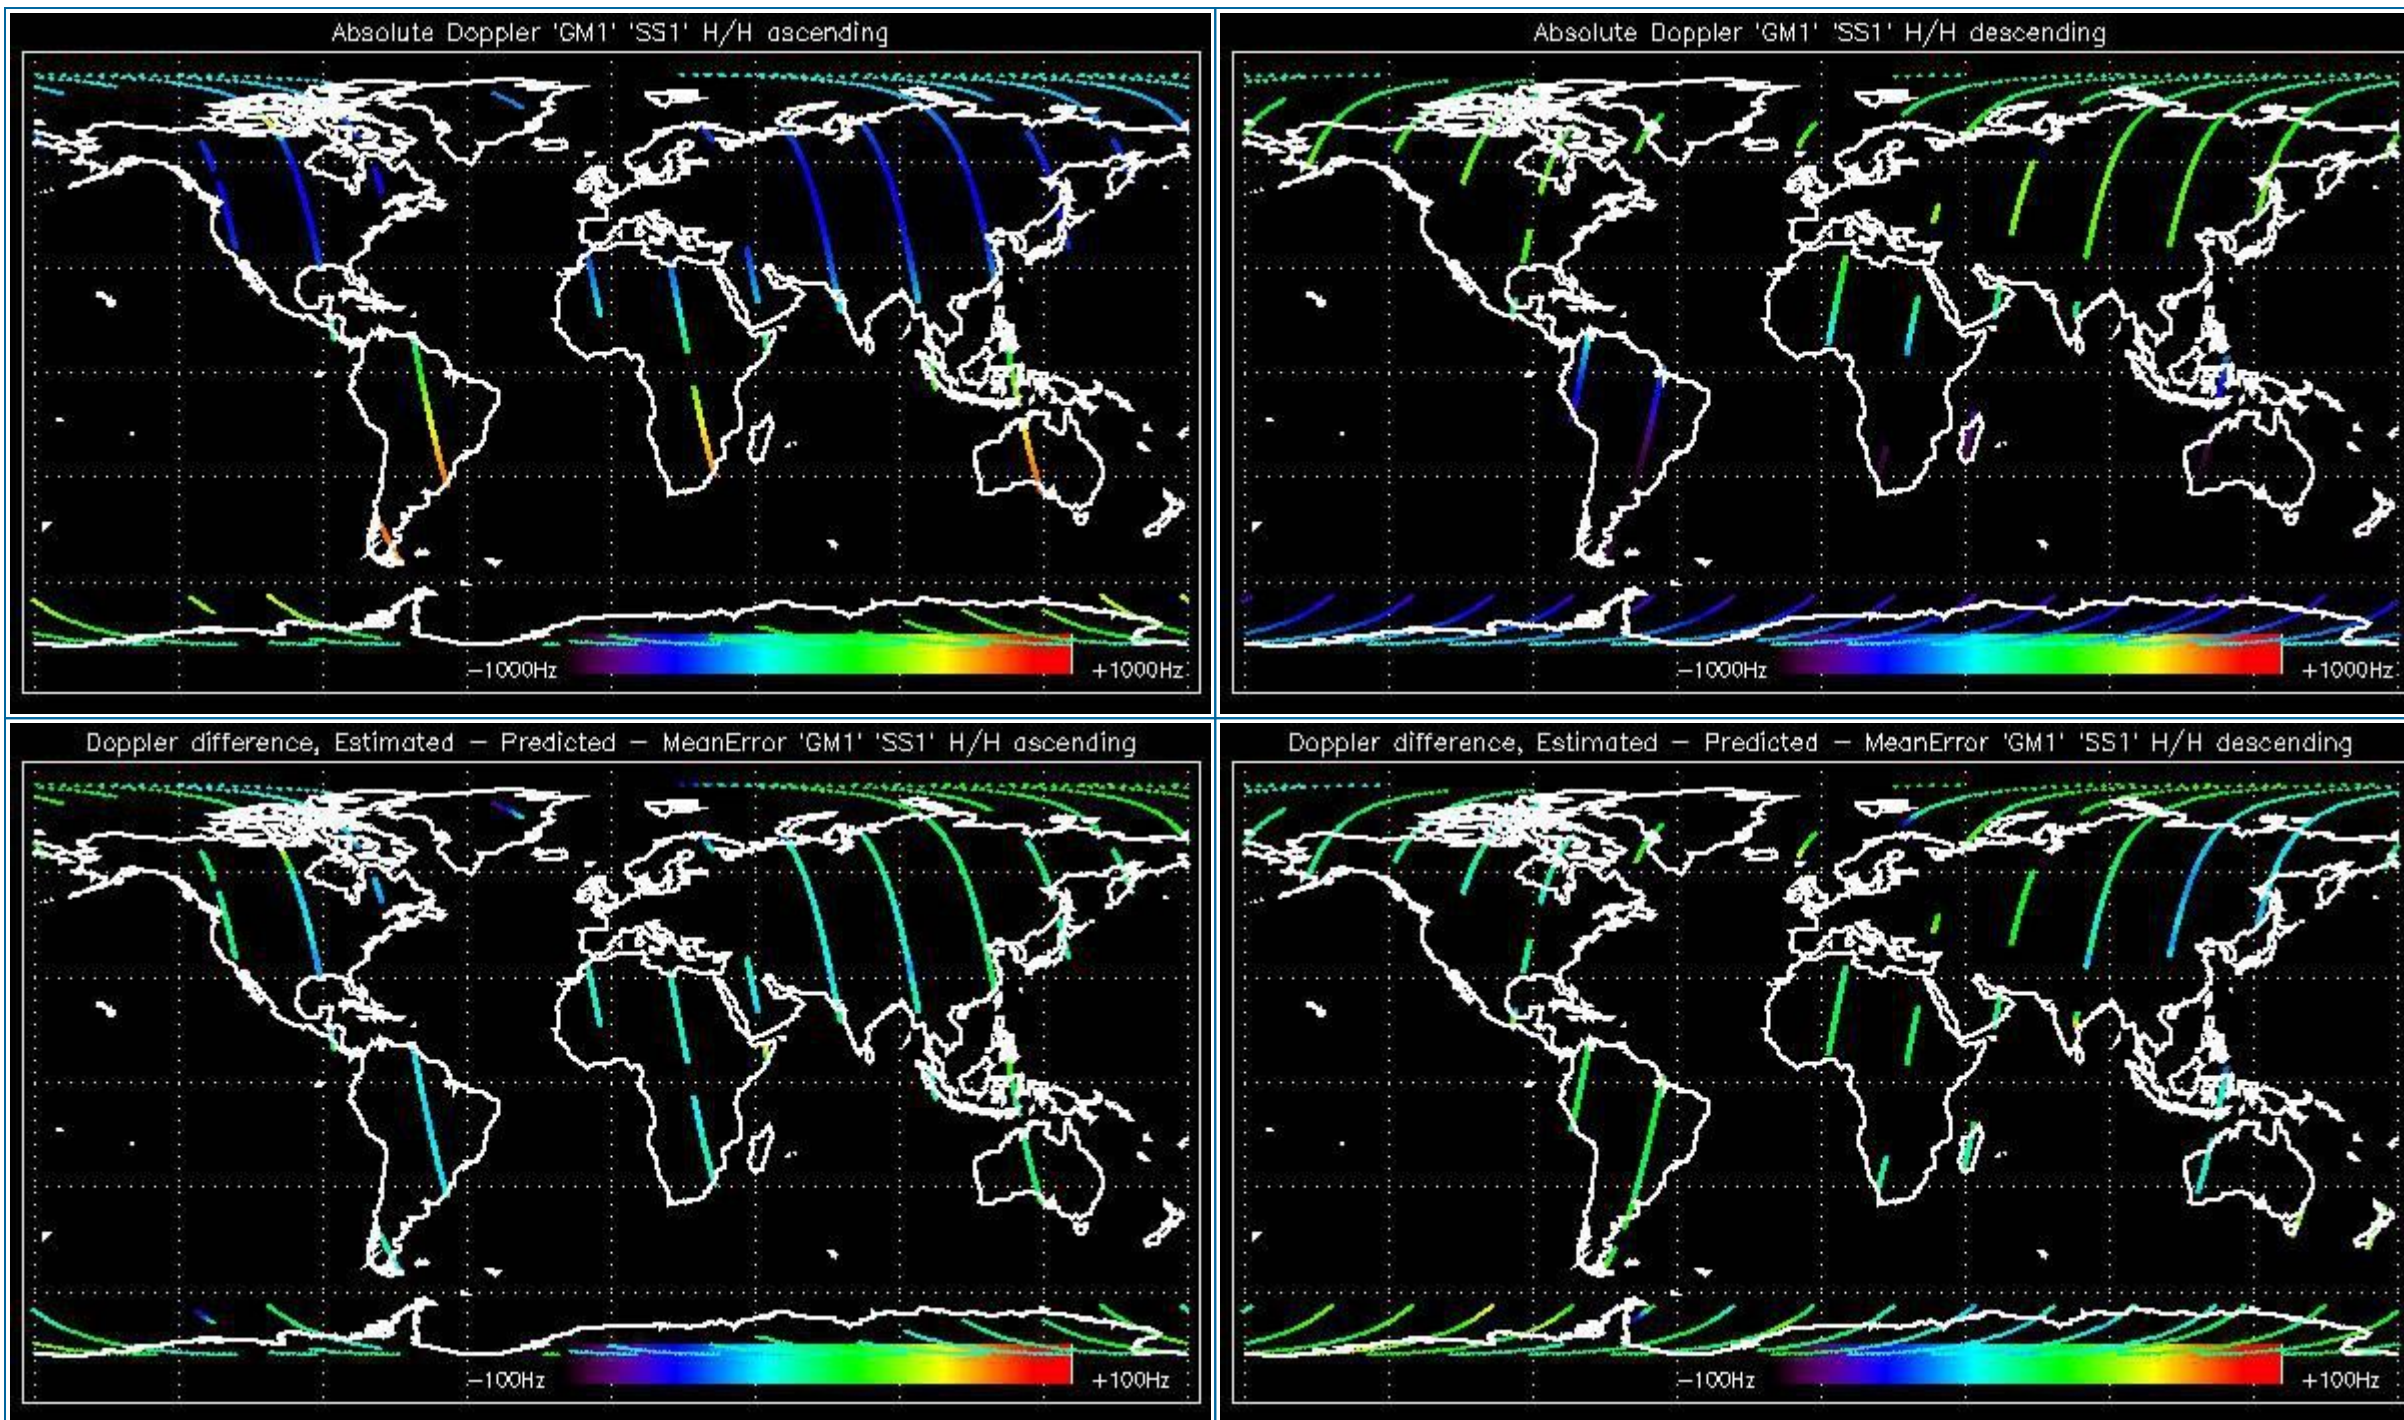 Absolute Doppler 'GM1' 'SS1' H/H ascending
-1000Hz
+1000Hz
Absolute Doppler 'GM1' 'SS1' H/H descending
-1000Hz
+1000Hz
Doppler difference, Estimated - Predicted - MeanError 'GM1' 'SS1' H/H ascending
-100Hz
+100Hz
Doppler difference, Estimated - Predicted - MeanError 'GM1' 'SS1' H/H descending
-100Hz
+100Hz